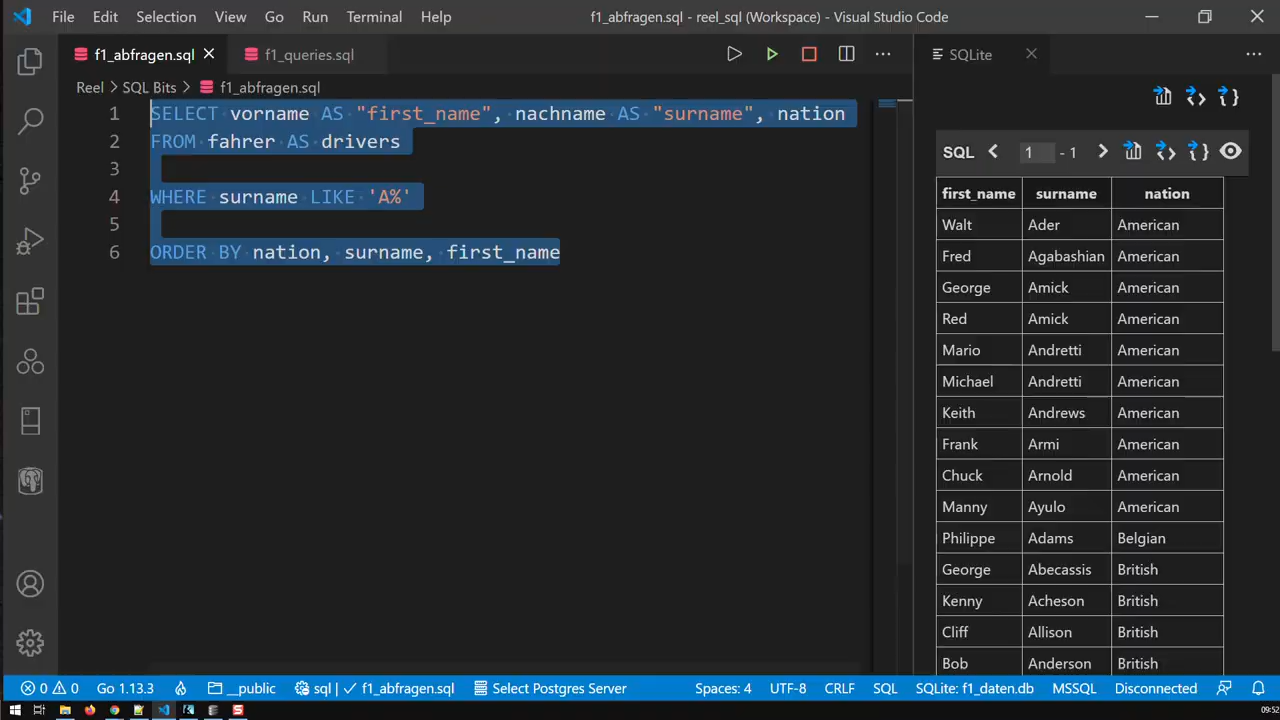 File Edit Selection View Go Run Terminal Help f1_abfragen.sql - reel_sql (Workspace) - Visual Studio Code
f1_abfragen.sql f1_queries.sql SQLite
Reel > SQL Bits > f1_abfragen.sql
1 SELECT vorname AS "first_name", nachname AS "surname", nation
2 FROM fahrer AS drivers
3
4 WHERE surname LIKE 'A%'
5
6 ORDER BY nation, surname, first_name
SQL < 1 - 1 >
first_name surname nation
Walt Ader American
Fred Agabashian American
George Amick American
Red Amick American
Mario Andretti American
Michael Andretti American
Keith Andrews American
Frank Armi American
Chuck Arnold American
Manny Ayulo American
Philippe Adams Belgian
George Abecassis British
Kenny Acheson British
Cliff Allison British
Bob Anderson British
0 0 Go 1.13.3 __public sql | ✓ f1_abfragen.sql Select Postgres Server Spaces: 4 UTF-8 CRLF SQL SQLite: f1_daten.db MSSQL Disconnected
09:52